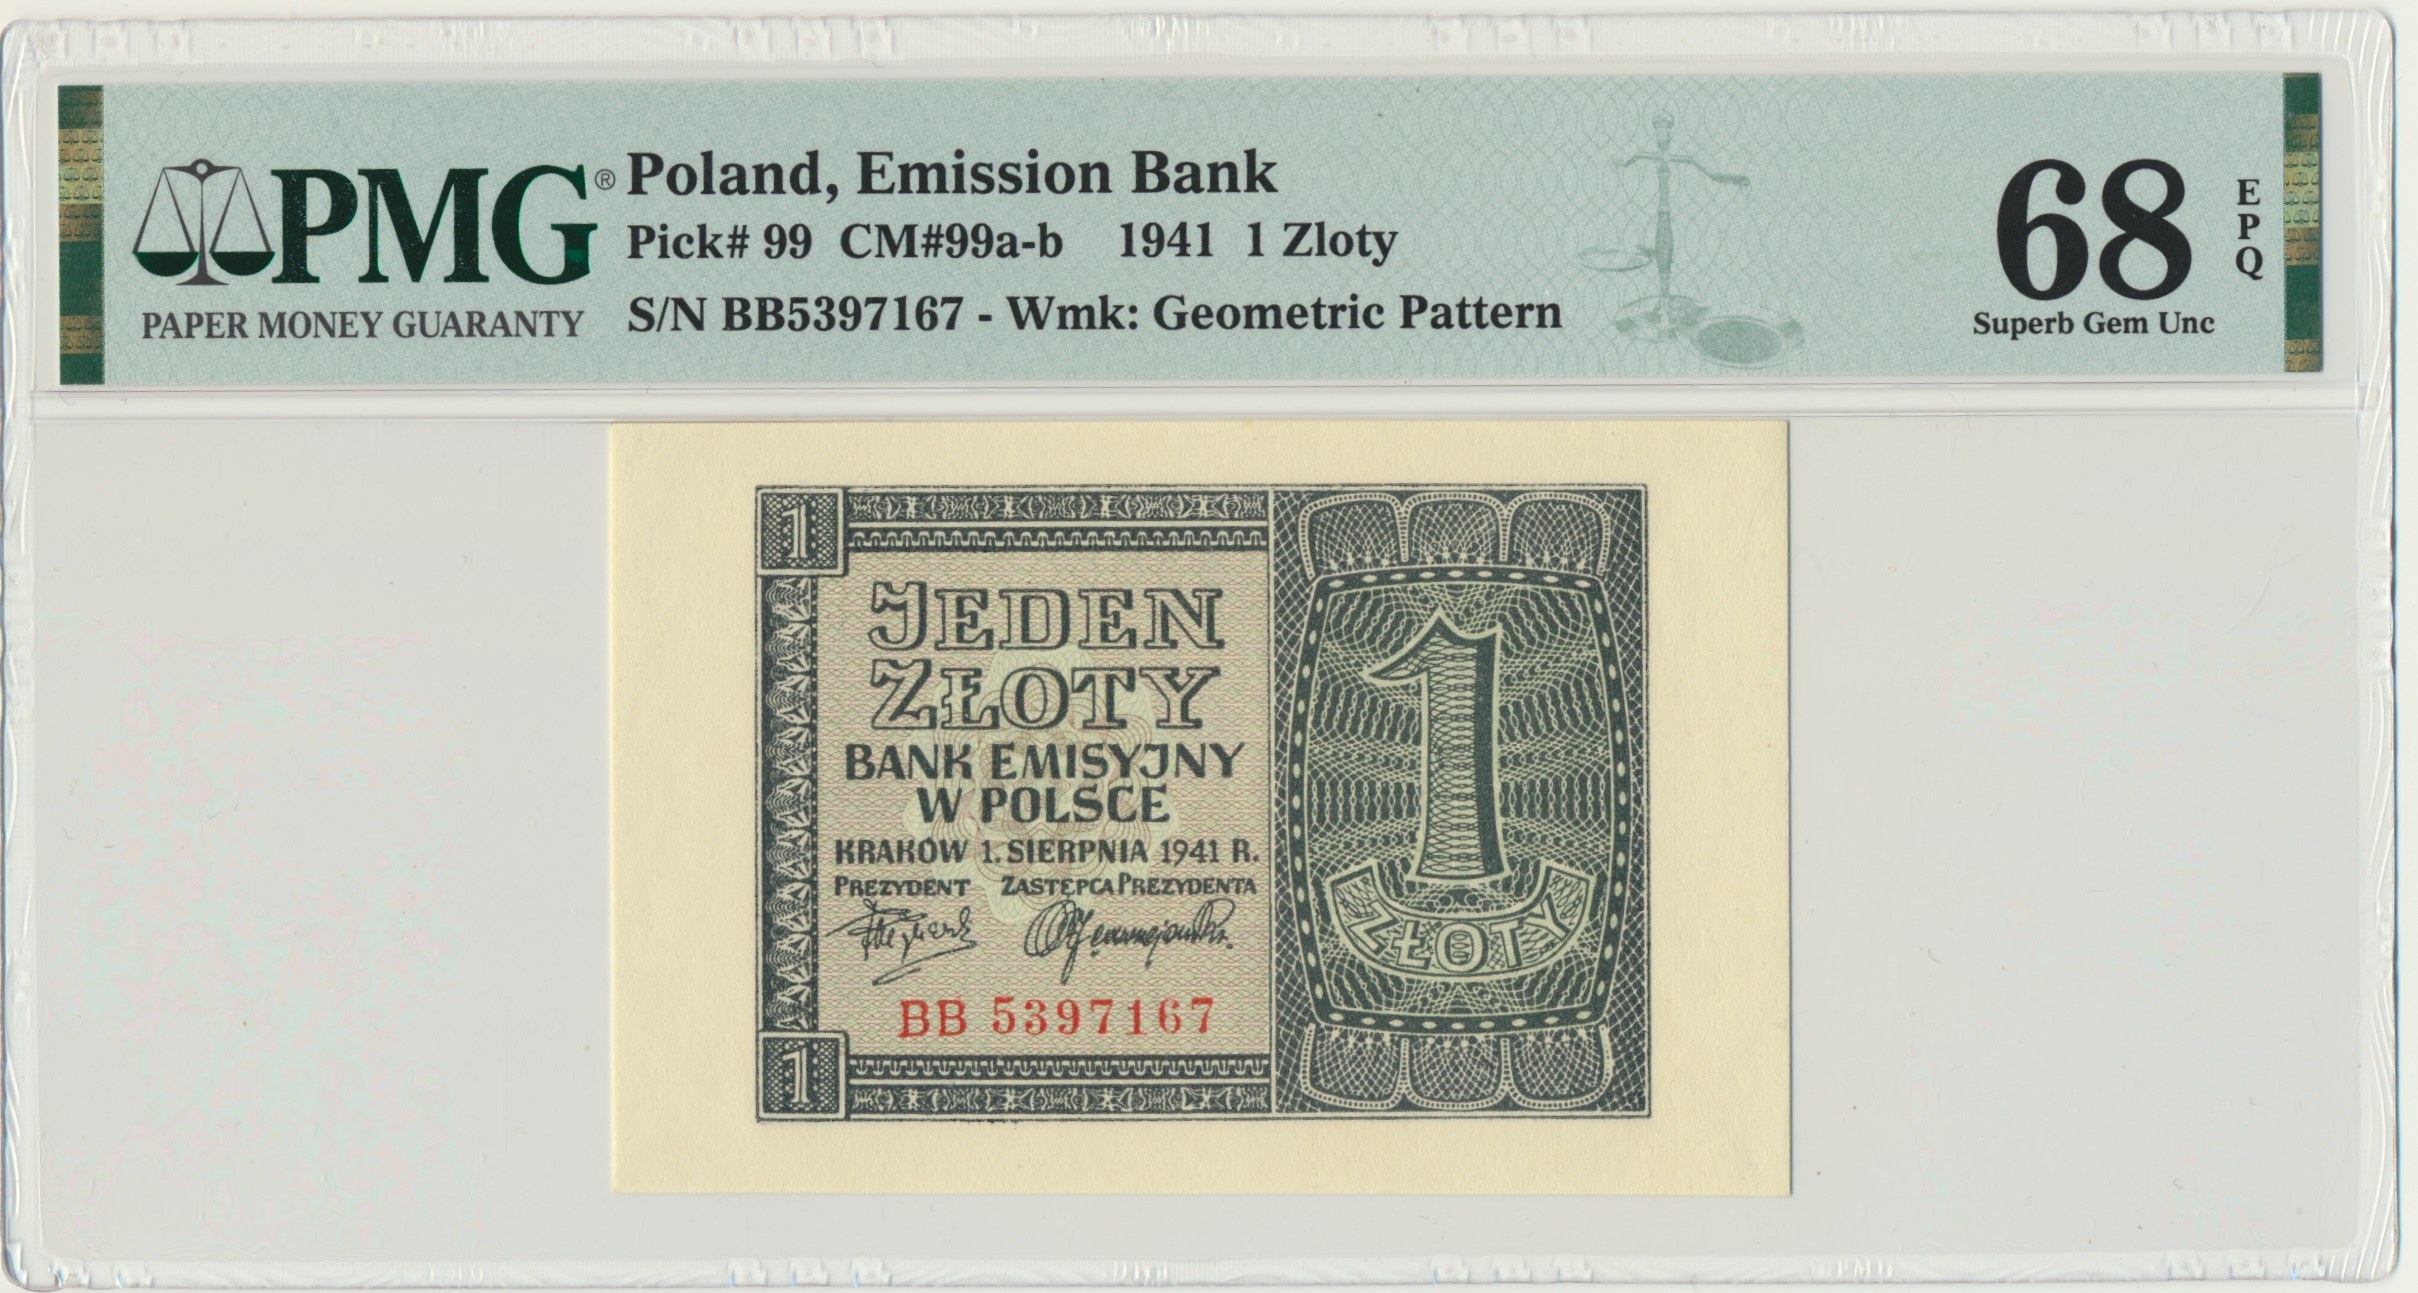 PMG®
PAPER MONEY GUARANTY
Poland, Emission Bank
Pick# 99 CM#99a-b 1941 1 Zloty
S/N BB5397167 - Wmk: Geometric Pattern
68
EPQ
Superb Gem Unc
1
JEDEN
ZŁOTY
BANK EMISYJNY
W POLSCE
KRAKÓW 1. SIERPNIA 1941 R.
PREZYDENT ZASTĘPCA PREZYDENTA
BB 5397167
1
1
ZŁOTY